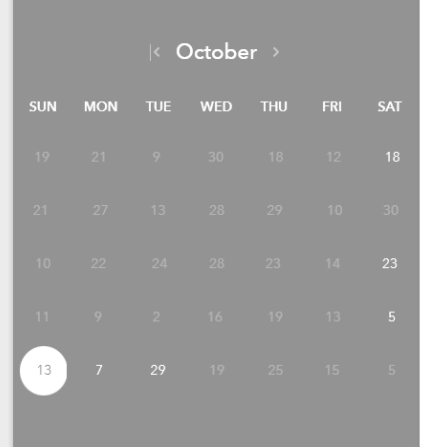 |< October >
SUN MON TUE WED THU FRI SAT
19 21 9 30 18 12 18
21 27 13 28 29 10 30
10 22 24 28 23 14 23
11 9 2 16 19 13 5
13 7 29 19 25 15 5